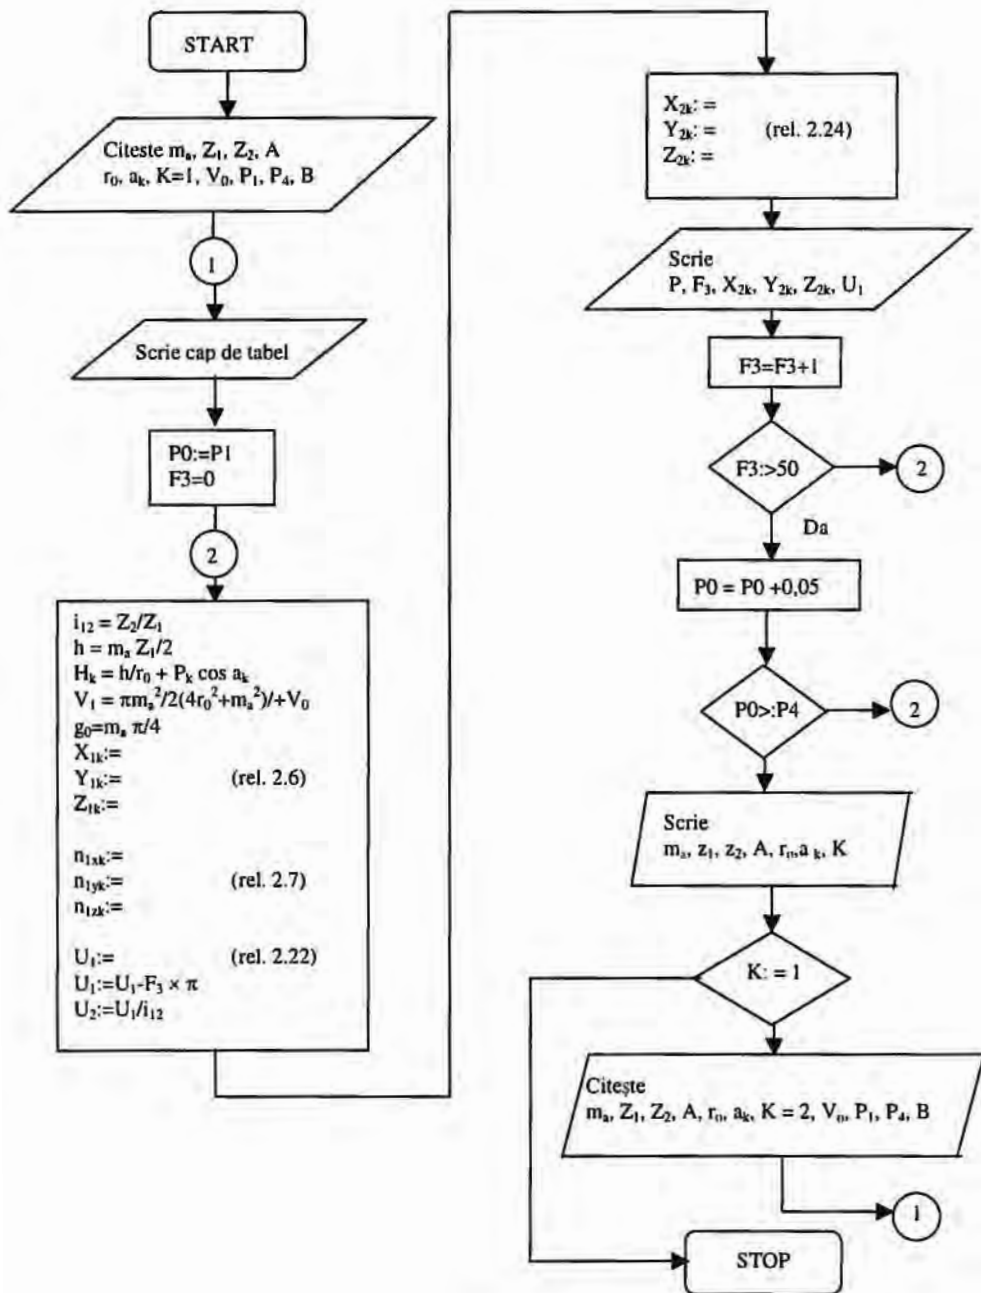 START
Citeste mₐ, Z₁, Z₂, A
r₀, aₖ, K=1, V₀, P₁, P₄, B
1
Scrie cap de tabel
P0:=P1
F3=0
2
i₁₂ = Z₂/Z₁
h = mₐ Z₁/2
Hₖ = h/r₀ + Pₖ cos aₖ
V₁ = πmₐ²/2(4r₀²+mₐ²)/+V₀
g₀=mₐ π/4
X₁ₖ:=
Y₁ₖ:= (rel. 2.6)
Z₁ₖ:=
n₁ₓₖ:=
n₁yₖ:= (rel. 2.7)
n₁zₖ:=
U₁:= (rel. 2.22)
U₁:=U₁-F₃ × π
U₂:=U₁/i₁₂
X₂ₖ: =
Y₂ₖ: = (rel. 2.24)
Z₂ₖ: =
Scrie
P, F₃, X₂ₖ, Y₂ₖ, Z₂ₖ, U₁
F3=F3+1
F3:>50
2
Da
P0 = P0 +0,05
P0>:P4
2
Scrie
mₐ, z₁, z₂, A, r₀,a ₖ, K
K: = 1
Citeşte
mₐ, Z₁, Z₂, A, r₀, aₖ, K = 2, V₀, P₁, P₄, B
1
STOP